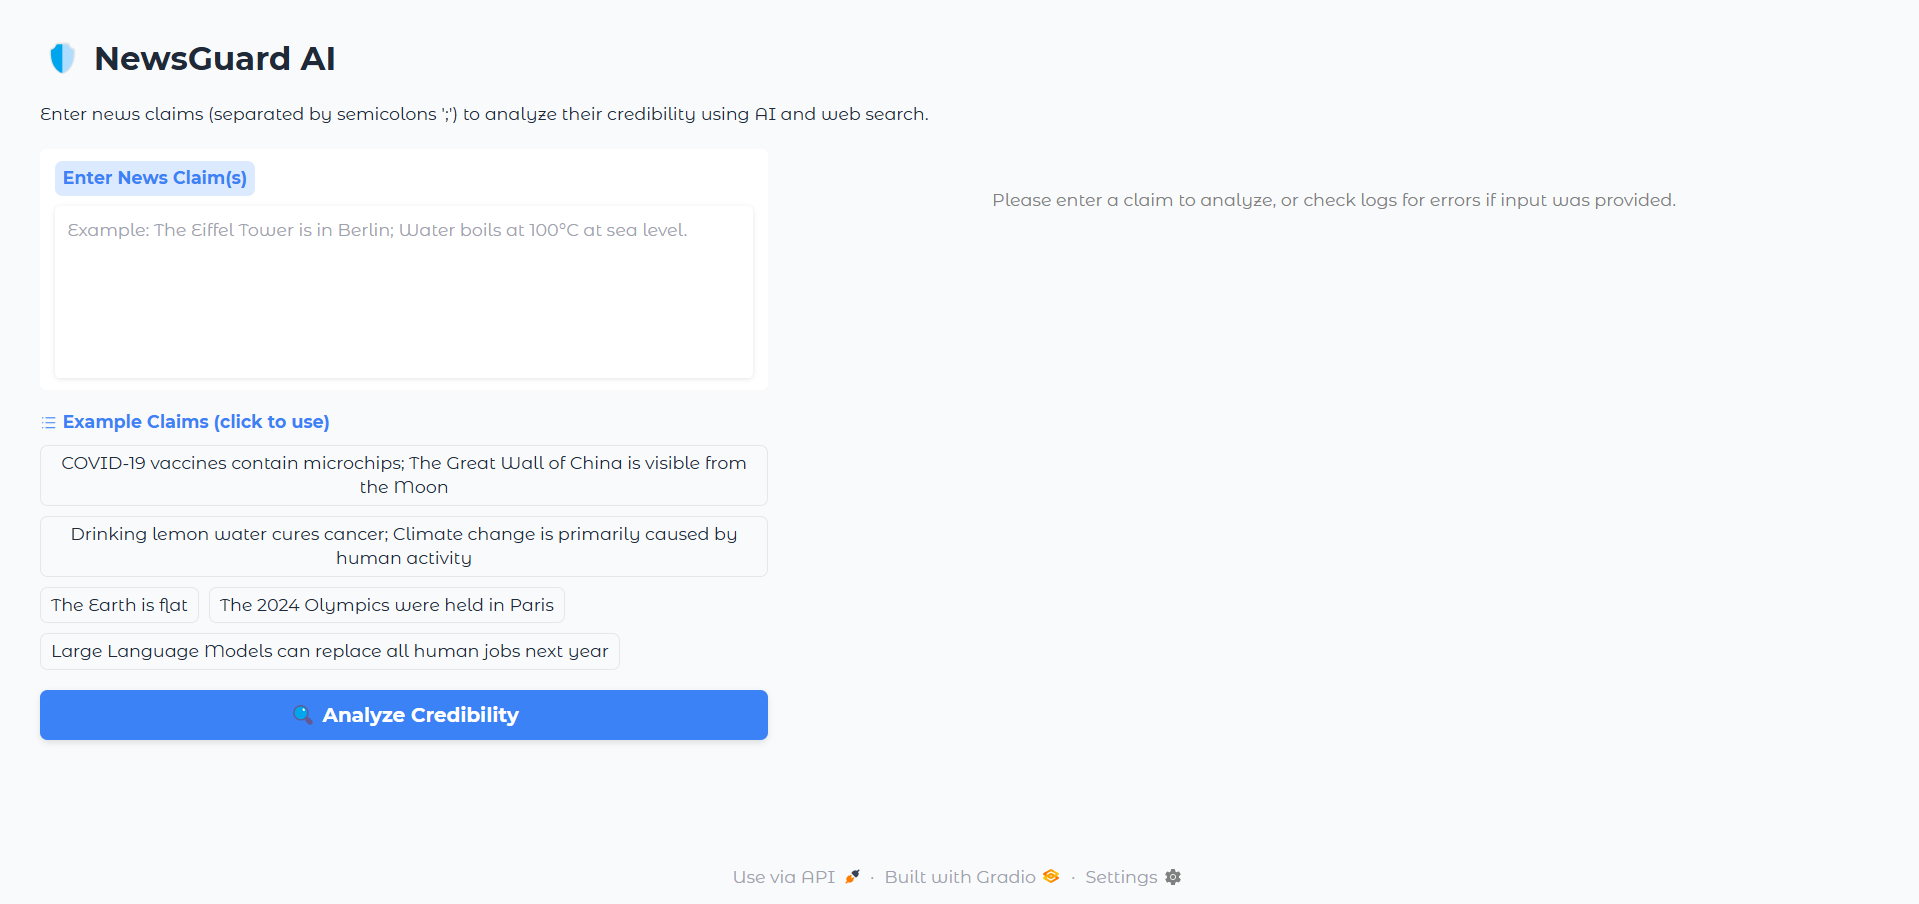 NewsGuard AI
Enter news claims (separated by semicolons ';') to analyze their credibility using AI and web search.
Enter News Claim(s)
Example: The Eiffel Tower is in Berlin; Water boils at 100°C at sea level.
Please enter a claim to analyze, or check logs for errors if input was provided.
Example Claims (click to use)
COVID-19 vaccines contain microchips; The Great Wall of China is visible from
the Moon
Drinking lemon water cures cancer; Climate change is primarily caused by
human activity
The Earth is flat
The 2024 Olympics were held in Paris
Large Language Models can replace all human jobs next year
Analyze Credibility
Use via API · Built with Gradio · Settings